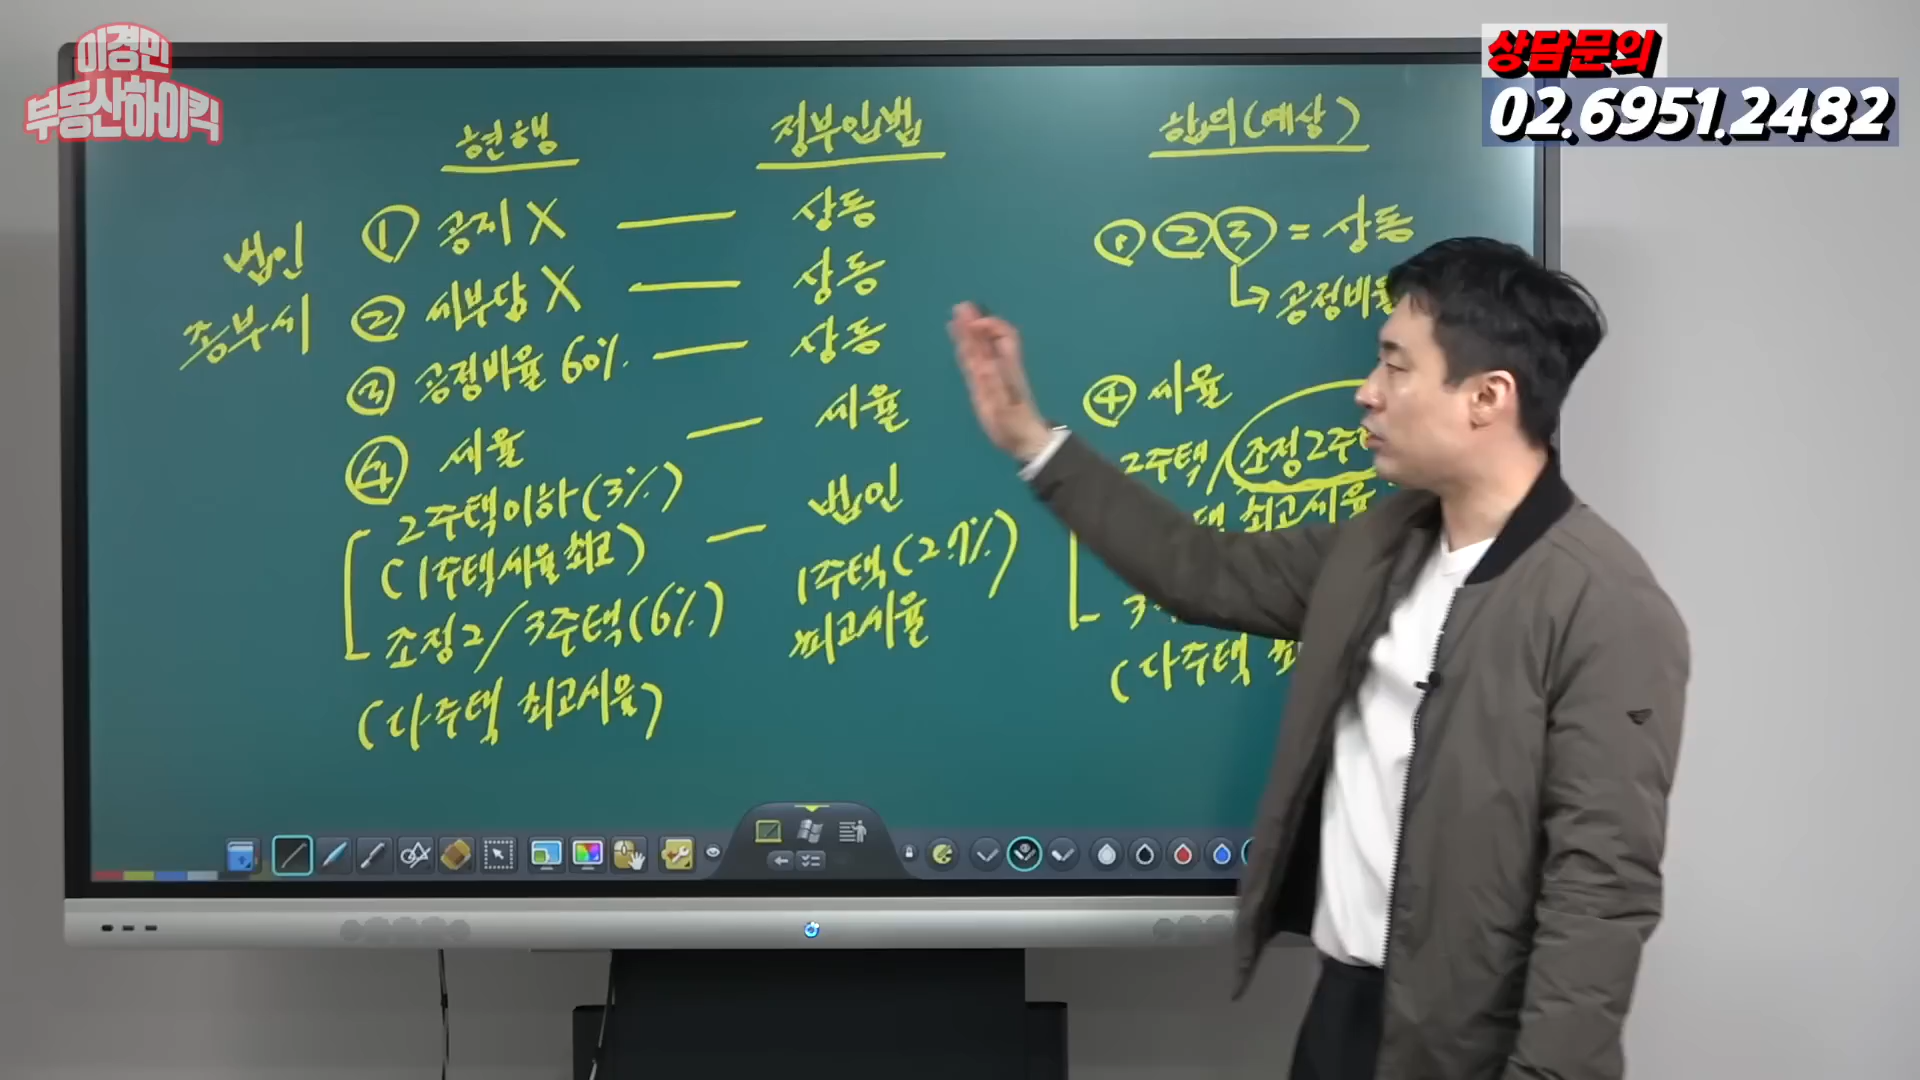 이경민
부동산하이킥
상담문의
02.6951.2482
현행
정부입법
합의(예상)
법인
종부세
① 공제 X — 상동
② 세부담 X — 상동
③ 공정비율 60%. — 상동
④ 세율 — 세율
2주택이하(3%)
(1주택세율 최고) — 법인
조정2/3주택(6%)
1주택(2.7%)
최고세율
(다주택 최고세율)
①②③ = 상동
↳ 공정비율
④ 세율
2주택/조정2주택
최고세율
(다주택